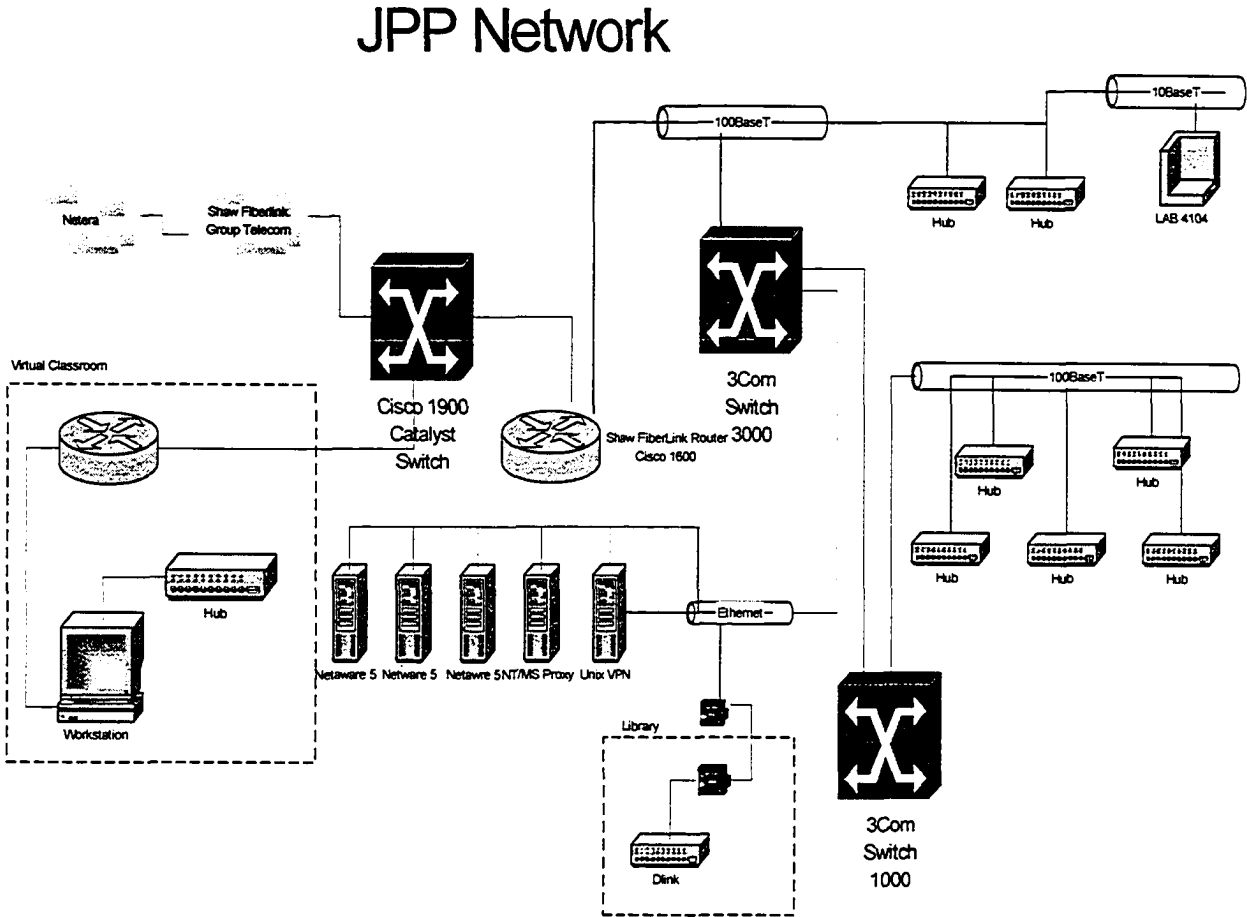 JPP Network
10BaseT
100BaseT
LAB 4104
Hub
Hub
Netera
Shaw Fiberlink
Group Telecom
Virtual Classroom
Cisco 1900
Catalyst
Switch
3Com
Switch
3000
Shaw FiberLink Router
Cisco 1600
100BaseT
Hub
Hub
Hub
Hub
Hub
Hub
Workstation
Netaware 5
Netware 5
Netawre 5
NT/MS Proxy
Unix VPN
Ethernet
Library
Dlink
3Com
Switch
1000